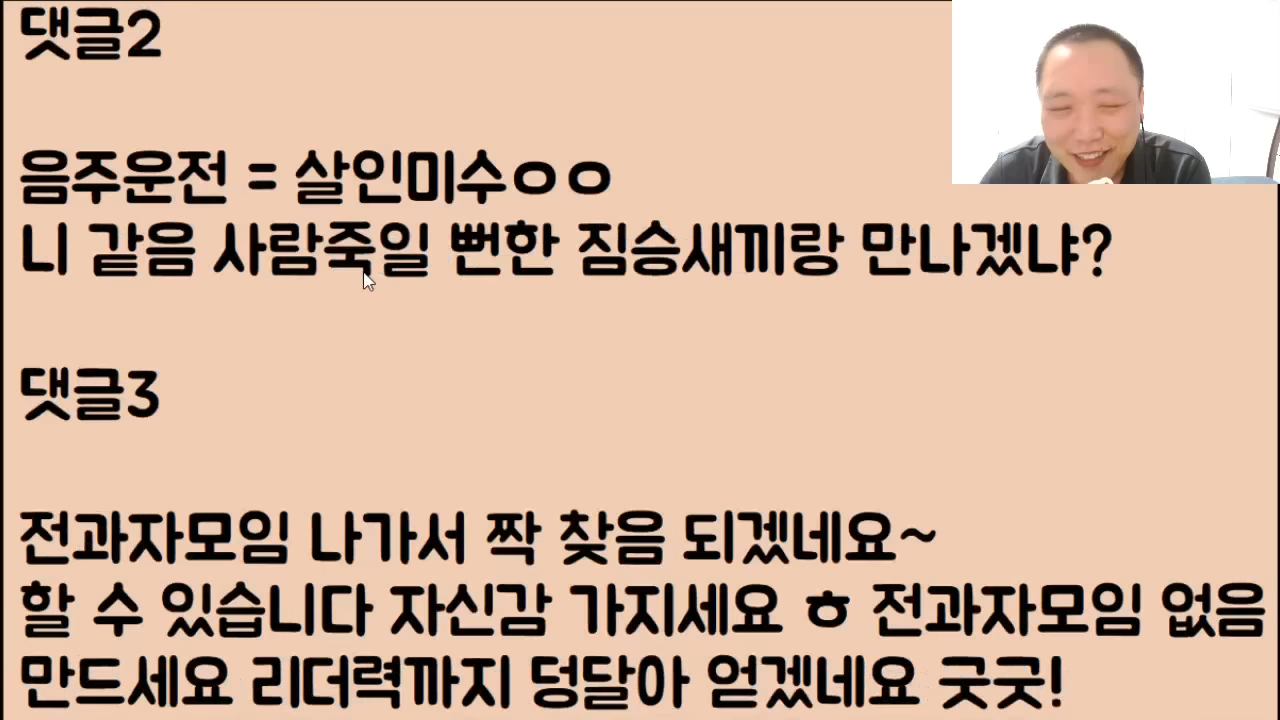 댓글2
음주운전 = 살인미수ㅇㅇ
니 같음 사람죽일 뻔한 짐승새끼랑 만나겠냐?
댓글3
전과자모임 나가서 짝 찾음 되겠네요~
할 수 있습니다 자신감 가지세요 ㅎ 전과자모임 없음
만드세요 리더력까지 덩달아 얻겠네요 굿굿!